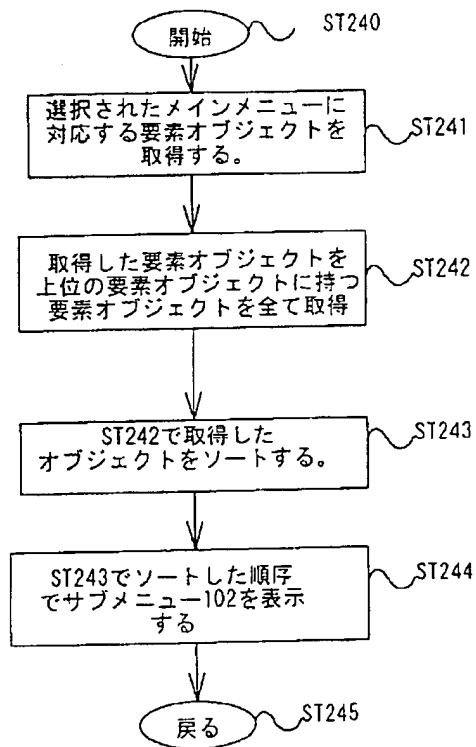 開始
ST240
選択されたメインメニューに
対応する要素オブジェクトを
取得する。
ST241
取得した要素オブジェクトを
上位の要素オブジェクトに持つ
要素オブジェクトを全て取得
ST242
ST242で取得した
オブジェクトをソートする。
ST243
ST243でソートした順序
でサブメニュー102を表示
する
ST244
戻る
ST245